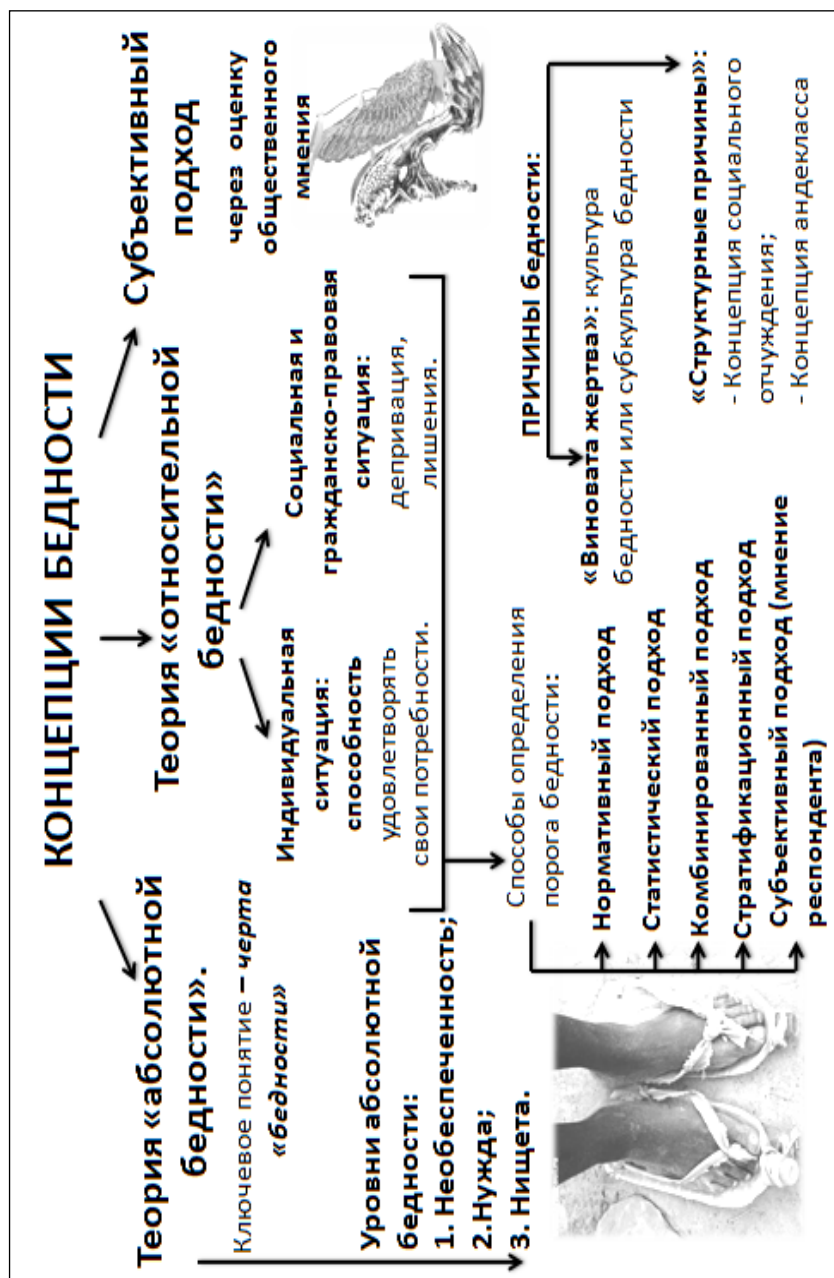 КОНЦЕПЦИИ БЕДНОСТИ
Теория «абсолютной
бедности».
Ключевое понятие – черта
«бедности»
Уровни абсолютной
бедности:
1. Необеспеченность;
2.Нужда;
3. Нищета.
Теория «относительной
бедности»
Индивидуальная
ситуация:
способность
удовлетворять
свои потребности.
Социальная и
гражданско-правовая
ситуация:
депривация,
лишения.
Субъективный
подход
через оценку
общественного
мнения
Способы определения
порога бедности:
Нормативный подход
Статистический подход
Комбинированный подход
Стратификационный подход
Субъективный подход (мнение
респондента)
ПРИЧИНЫ бедности:
«Виновата жертва»: культура
бедности или субкультура бедности
«Структурные причины»:
- Концепция социального
отчуждения;
- Концепция андекласса